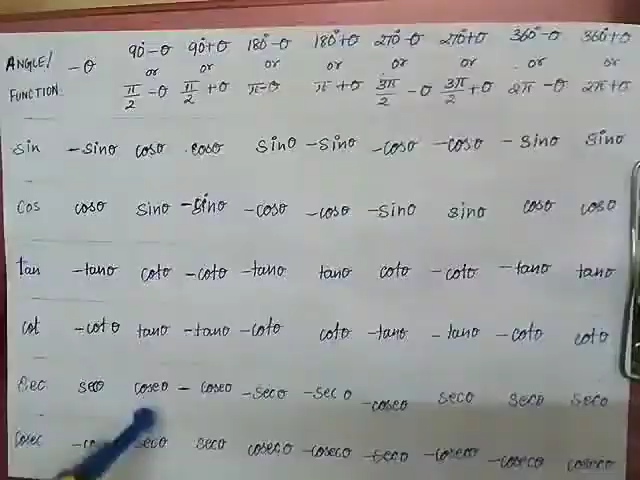 ANGLE/ -θ 90°-θ 90°+θ 180°-θ 180°+θ 270°-θ 270°+θ 360°-θ 360°+θ
or or or or or or or or
FUNCTION π/2 -θ π/2 +θ π-θ π+θ 3π/2 -θ 3π/2 +θ 2π-θ 2π+θ
sin -sinθ cosθ cosθ sinθ -sinθ -cosθ -cosθ -sinθ sinθ
cos cosθ sinθ -sinθ -cosθ -cosθ -sinθ sinθ cosθ cosθ
tan -tanθ cotθ -cotθ -tanθ tanθ cotθ -cotθ -tanθ tanθ
cot -cotθ tanθ -tanθ -cotθ cotθ -tanθ -tanθ -cotθ cotθ
Sec secθ cosecθ - cosecθ -secθ -secθ -cosecθ secθ secθ secθ
Cosec secθ secθ cosecθ -cosecθ -secθ -cosecθ -cosecθ cosecθ